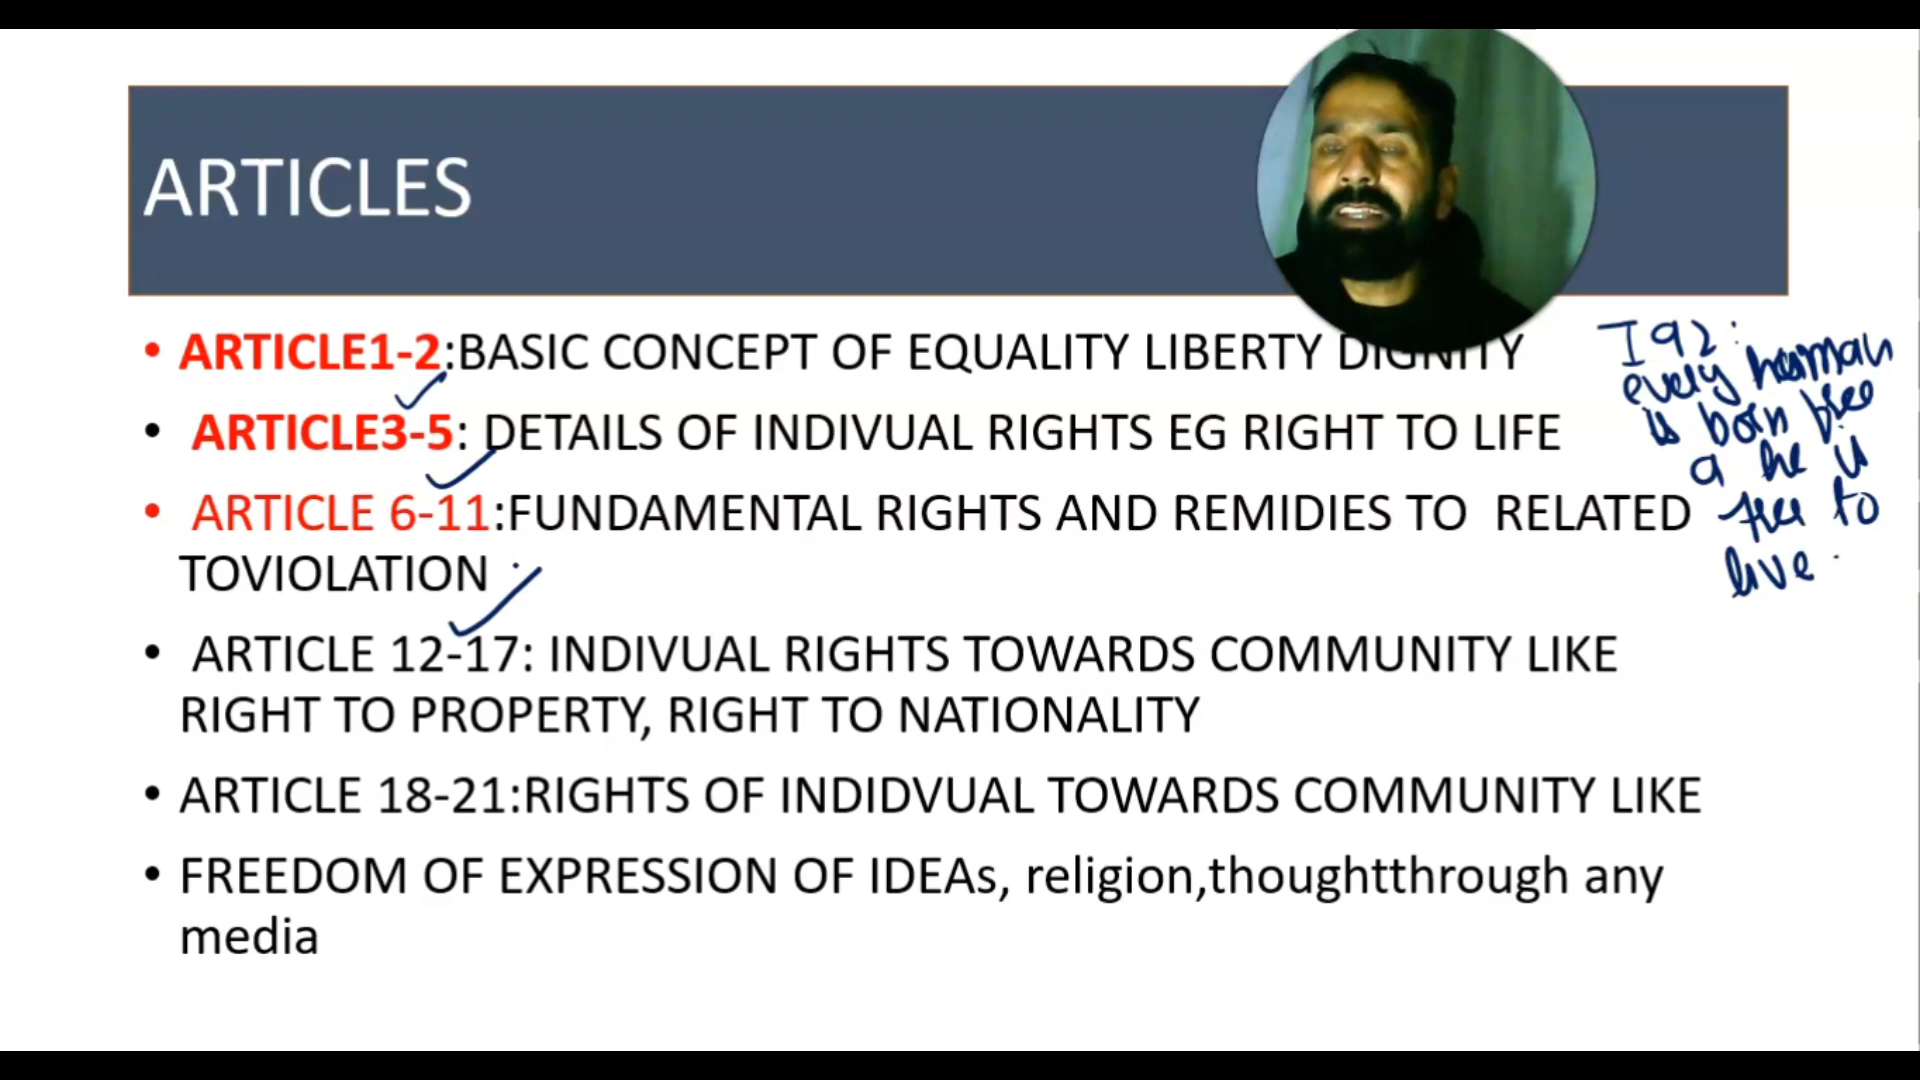 ARTICLES
• ARTICLE1-2:BASIC CONCEPT OF EQUALITY LIBERTY DIGNITY
• ARTICLE3-5: DETAILS OF INDIVUAL RIGHTS EG RIGHT TO LIFE
• ARTICLE 6-11:FUNDAMENTAL RIGHTS AND REMIDIES TO RELATED
TOVIOLATION
• ARTICLE 12-17: INDIVUAL RIGHTS TOWARDS COMMUNITY LIKE
RIGHT TO PROPERTY, RIGHT TO NATIONALITY
• ARTICLE 18-21:RIGHTS OF INDIDVUAL TOWARDS COMMUNITY LIKE
• FREEDOM OF EXPRESSION OF IDEAs, religion,thoughtthrough any
media
every human
is born free
he is
free to
live